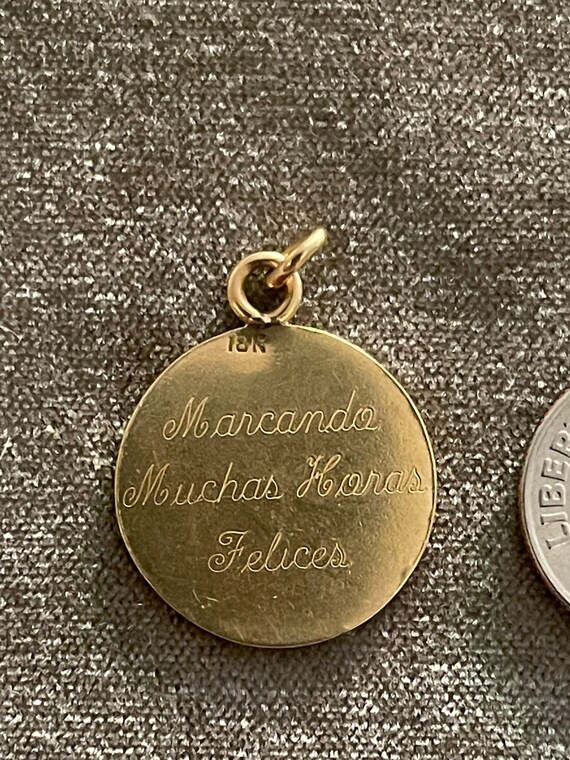 18K
Marcando
Muchas Horas
Felices
LIBER